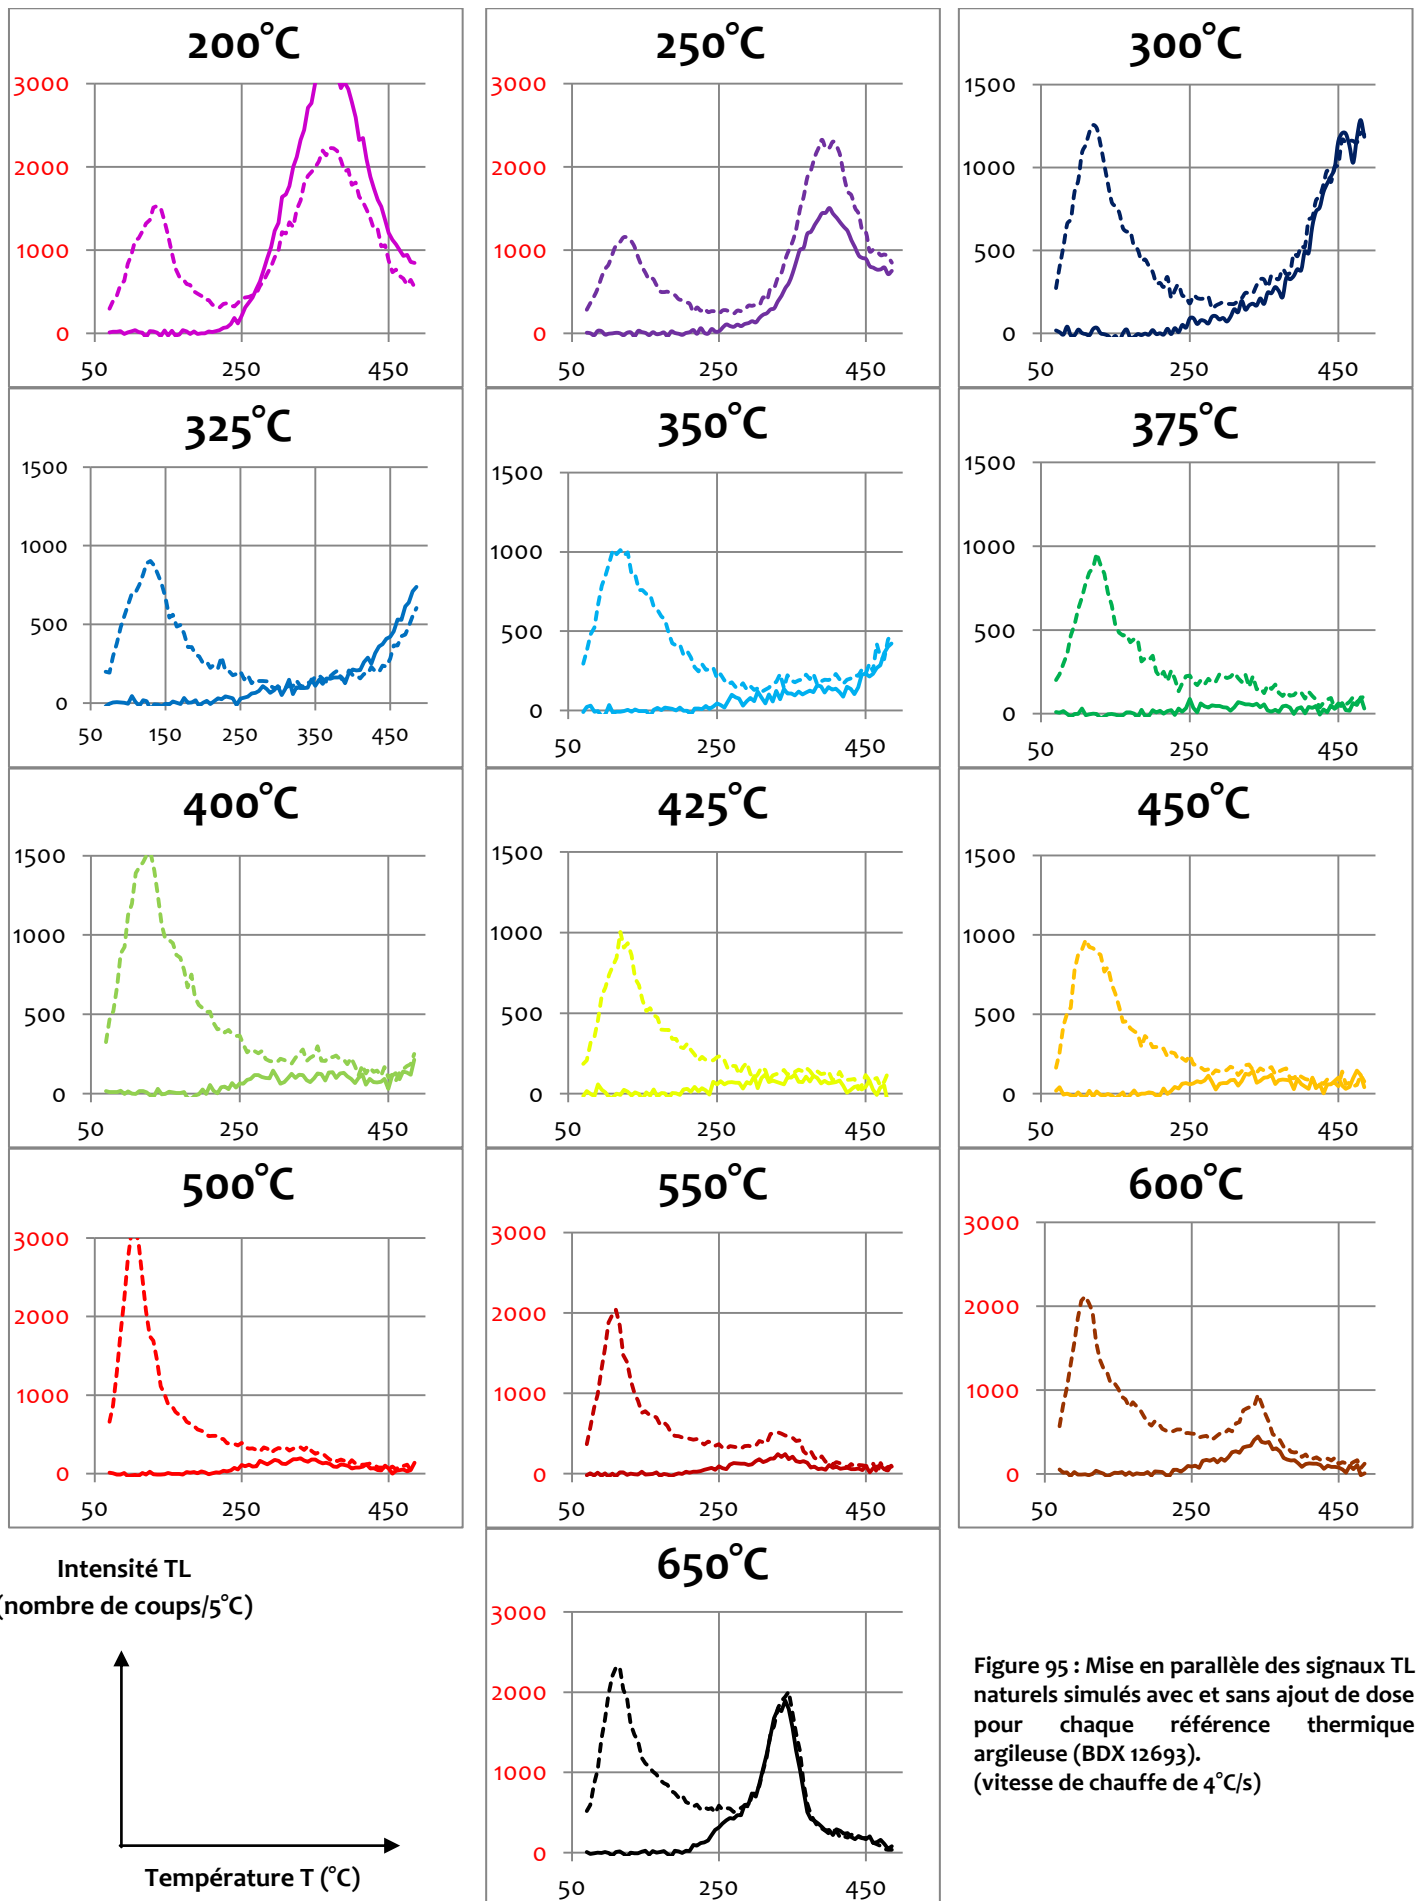 200°C
3000
2000
1000
0
50 250 450
250°C
3000
2000
1000
0
50 250 450
300°C
1500
1000
500
0
50 250 450
325°C
1500
1000
500
0
50 150 250 350 450
350°C
1500
1000
500
0
50 250 450
375°C
1500
1000
500
0
50 250 450
400°C
1500
1000
500
0
50 250 450
425°C
1500
1000
500
0
50 250 450
450°C
1500
1000
500
0
50 250 450
500°C
3000
2000
1000
0
50 250 450
550°C
3000
2000
1000
0
50 250 450
600°C
3000
2000
1000
0
50 250 450
Intensité TL
(nombre de coups/5°C)
Température T (°C)
650°C
3000
2000
1000
0
50 250 450
Figure 95 : Mise en parallèle des signaux TL
naturels simulés avec et sans ajout de dose
pour chaque référence thermique
argileuse (BDX 12693).
(vitesse de chauffe de 4°C/s)